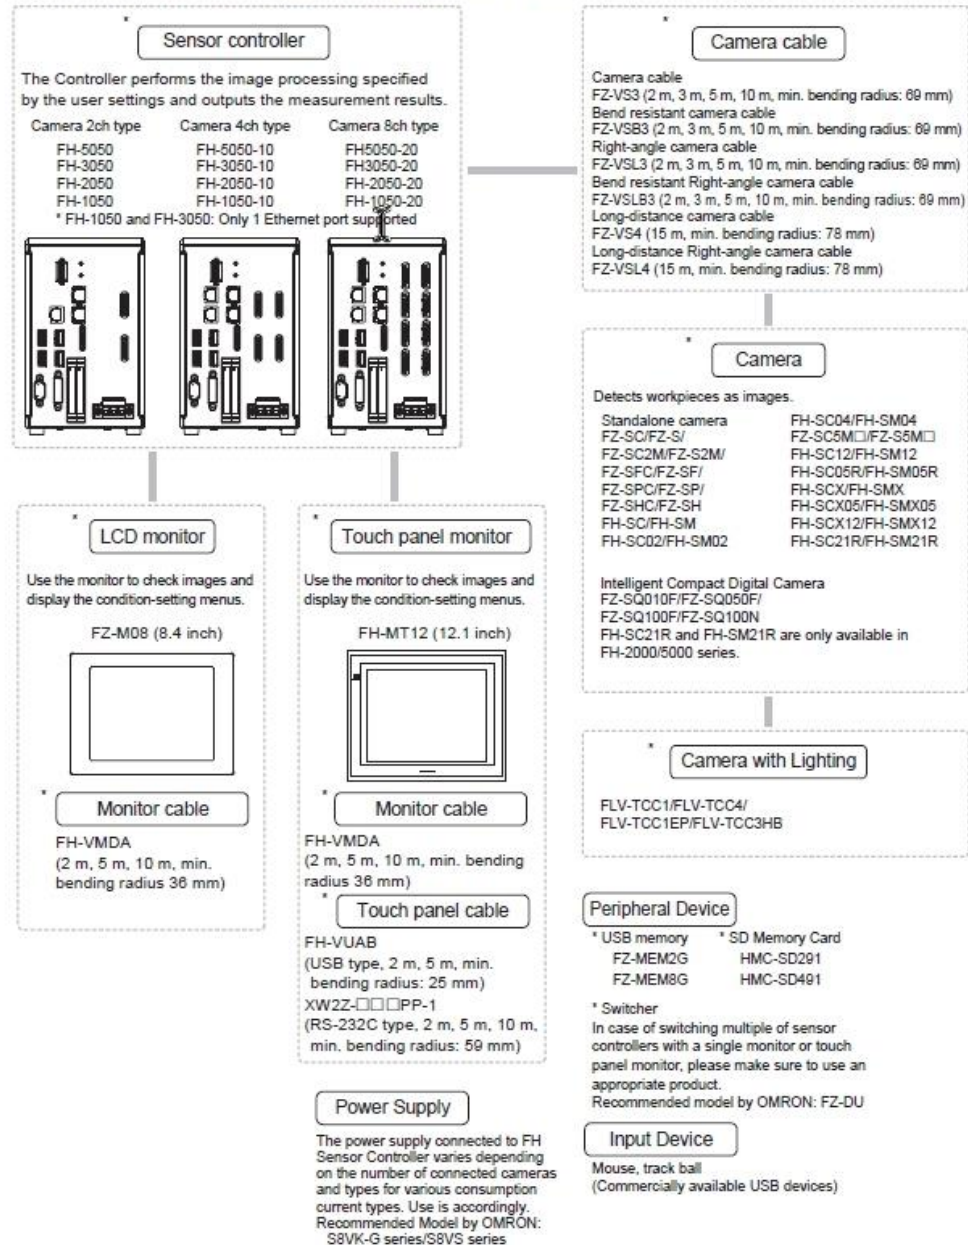 *
Sensor controller
The Controller performs the image processing specified
by the user settings and outputs the measurement results.
Camera 2ch type Camera 4ch type Camera 8ch type
FH-5050 FH-5050-10 FH5050-20
FH-3050 FH-3050-10 FH3050-20
FH-2050 FH-2050-10 FH-2050-20
FH-1050 FH-1050-10 FH-1050-20
* FH-1050 and FH-3050: Only 1 Ethernet port supported
*
LCD monitor
Use the monitor to check images and
display the condition-setting menus.
FZ-M08 (8.4 inch)
*
Monitor cable
FH-VMDA
(2 m, 5 m, 10 m, min.
bending radius 36 mm)
*
Touch panel monitor
Use the monitor to check images and
display the condition-setting menus.
FH-MT12 (12.1 inch)
*
Monitor cable
FH-VMDA
(2 m, 5 m, 10 m, min. bending
radius 36 mm)
*
Touch panel cable
FH-VUAB
(USB type, 2 m, 5 m, min.
bending radius: 25 mm)
XW2Z-□□□PP-1
(RS-232C type, 2 m, 5 m, 10 m,
min. bending radius: 59 mm)
Power Supply
The power supply connected to FH
Sensor Controller varies depending
on the number of connected cameras
and types for various consumption
current types. Use is accordingly.
Recommended Model by OMRON:
S8VK-G series/S8VS series
*
Camera cable
Camera cable
FZ-VS3 (2 m, 3 m, 5 m, 10 m, min. bending radius: 69 mm)
Bend resistant camera cable
FZ-VSB3 (2 m, 3 m, 5 m, 10 m, min. bending radius: 69 mm)
Right-angle camera cable
FZ-VSL3 (2 m, 3 m, 5 m, 10 m, min. bending radius: 69 mm)
Bend resistant Right-angle camera cable
FZ-VSLB3 (2 m, 3 m, 5 m, 10 m, min. bending radius: 69 mm)
Long-distance camera cable
FZ-VS4 (15 m, min. bending radius: 78 mm)
Long-distance Right-angle camera cable
FZ-VSL4 (15 m, min. bending radius: 78 mm)
*
Camera
Detects workpieces as images.
Standalone camera FH-SC04/FH-SM04
FZ-SC/FZ-S/ FZ-SC5M□/FZ-S5M□
FZ-SC2M/FZ-S2M/ FH-SC12/FH-SM12
FZ-SFC/FZ-SF/ FH-SC05R/FH-SM05R
FZ-SPC/FZ-SP/ FH-SCX/FH-SMX
FZ-SHC/FZ-SH FH-SCX05/FH-SMX05
FH-SC/FH-SM FH-SCX12/FH-SMX12
FH-SC02/FH-SM02 FH-SC21R/FH-SM21R
Intelligent Compact Digital Camera
FZ-SQ010F/FZ-SQ050F/
FZ-SQ100F/FZ-SQ100N
FH-SC21R and FH-SM21R are only available in
FH-2000/5000 series.
*
Camera with Lighting
FLV-TCC1/FLV-TCC4/
FLV-TCC1EP/FLV-TCC3HB
Peripheral Device
* USB memory * SD Memory Card
FZ-MEM2G HMC-SD291
FZ-MEM8G HMC-SD491
* Switcher
In case of switching multiple of sensor
controllers with a single monitor or touch
panel monitor, please make sure to use an
appropriate product.
Recommended model by OMRON: FZ-DU
Input Device
Mouse, track ball
(Commercially available USB devices)